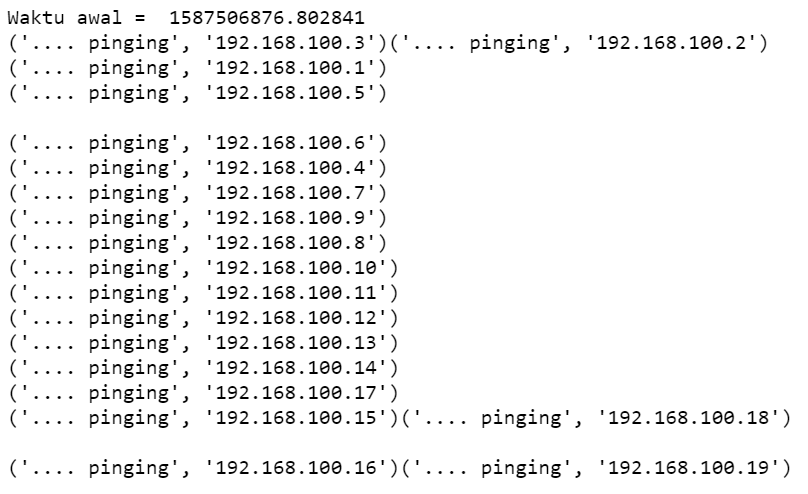 Waktu awal =  1587506876.802841
('.... pinging', '192.168.100.3')('.... pinging', '192.168.100.2')
('.... pinging', '192.168.100.1')
('.... pinging', '192.168.100.5')

('.... pinging', '192.168.100.6')
('.... pinging', '192.168.100.4')
('.... pinging', '192.168.100.7')
('.... pinging', '192.168.100.9')
('.... pinging', '192.168.100.8')
('.... pinging', '192.168.100.10')
('.... pinging', '192.168.100.11')
('.... pinging', '192.168.100.12')
('.... pinging', '192.168.100.13')
('.... pinging', '192.168.100.14')
('.... pinging', '192.168.100.17')
('.... pinging', '192.168.100.15')('.... pinging', '192.168.100.18')

('.... pinging', '192.168.100.16')('.... pinging', '192.168.100.19')